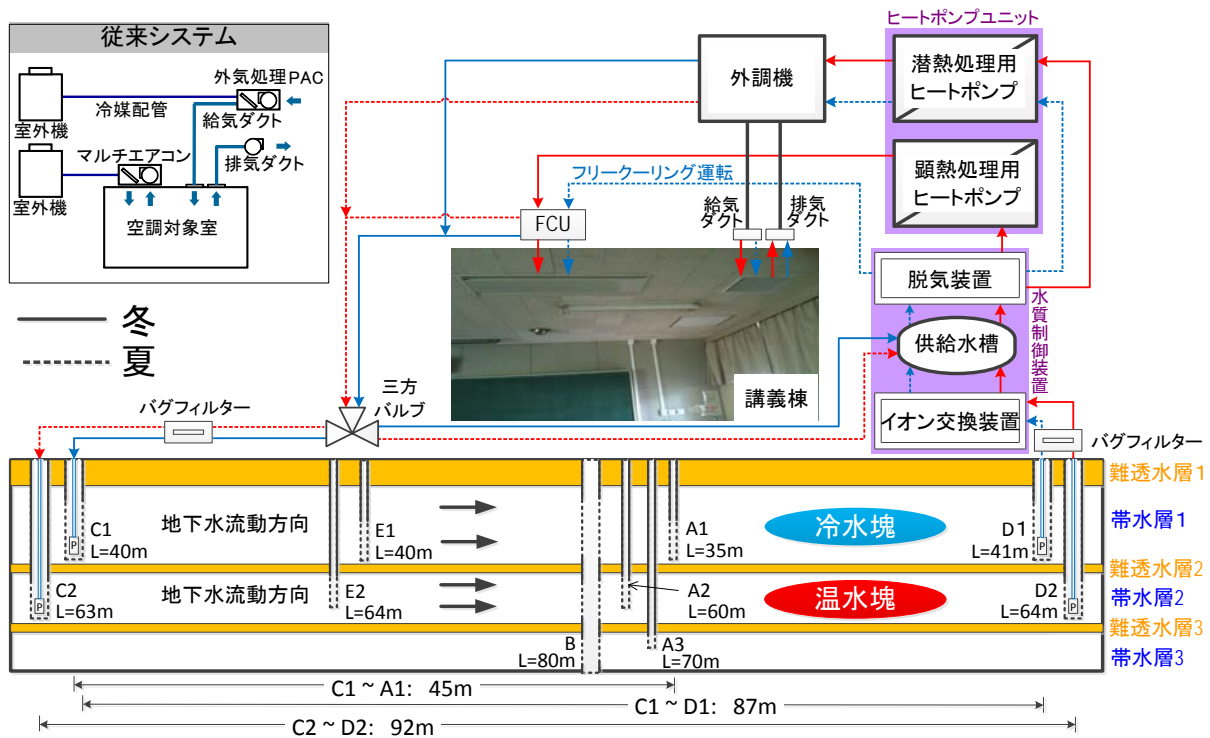 従来システム
外気処理PAC
冷媒配管
給気ダクト
室外機
マルチエアコン
排気ダクト
室外機
空調対象室
冬
夏
ヒートポンプユニット
外調機
潜熱処理用
ヒートポンプ
顕熱処理用
ヒートポンプ
フリークーリング運転
給気
ダクト
排気
ダクト
FCU
脱気装置
供給水槽
イオン交換装置
水質制御装置
講義棟
三方
バルブ
バグフィルター
バグフィルター
難透水層1
帯水層1
難透水層2
帯水層2
難透水層3
帯水層3
地下水流動方向
地下水流動方向
P
C1
L=40m
P
C2
L=63m
E1
L=40m
E2
L=64m
B
L=80m
A1
L=35m
A2
L=60m
A3
L=70m
冷水塊
温水塊
D1
L=41m
P
D2
L=64m
P
C1 ~ A1: 45m
C1 ~ D1: 87m
C2 ~ D2: 92m